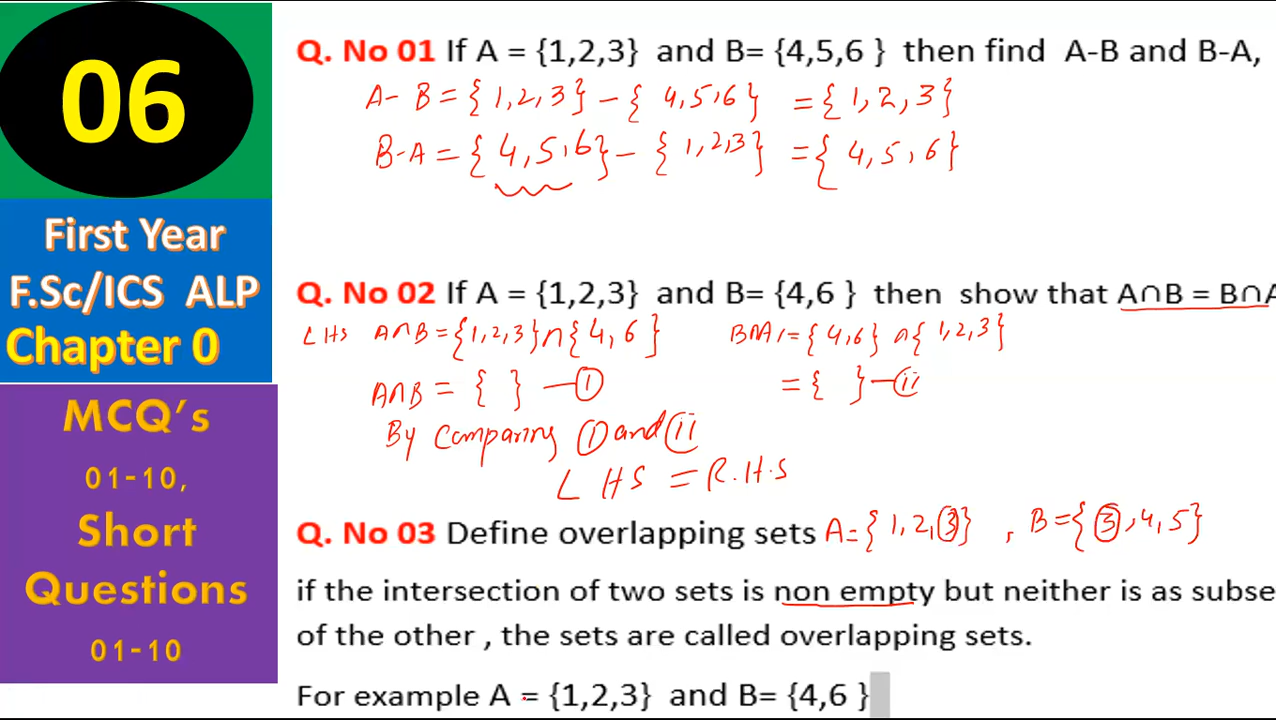 06
First Year
F.Sc/ICS ALP
Chapter 0
MCQ's
01-10,
Short
Questions
01-10
Q. No 01 If A = {1,2,3} and B= {4,5,6 } then find A-B and B-A,
A- B = {1,2,3} - {4,5,6} = {1,2,3}
B-A = {4,5,6} - {1,2,3} = {4,5,6}
Q. No 02 If A = {1,2,3} and B= {4,6 } then show that A∩B = B∩A
LHS A∩B = {1,2,3} ∩ {4,6} B∩A = {4,6} ∩ {1,2,3}
A∩B = { } — ① = { } — ⅱ
By Comparing ① and ⅱ
LHS = R.H.S
Q. No 03 Define overlapping sets A = {1,2,3} , B = {3,4,5}
if the intersection of two sets is non empty but neither is as subse
of the other , the sets are called overlapping sets.
For example A = {1,2,3} and B= {4,6 }